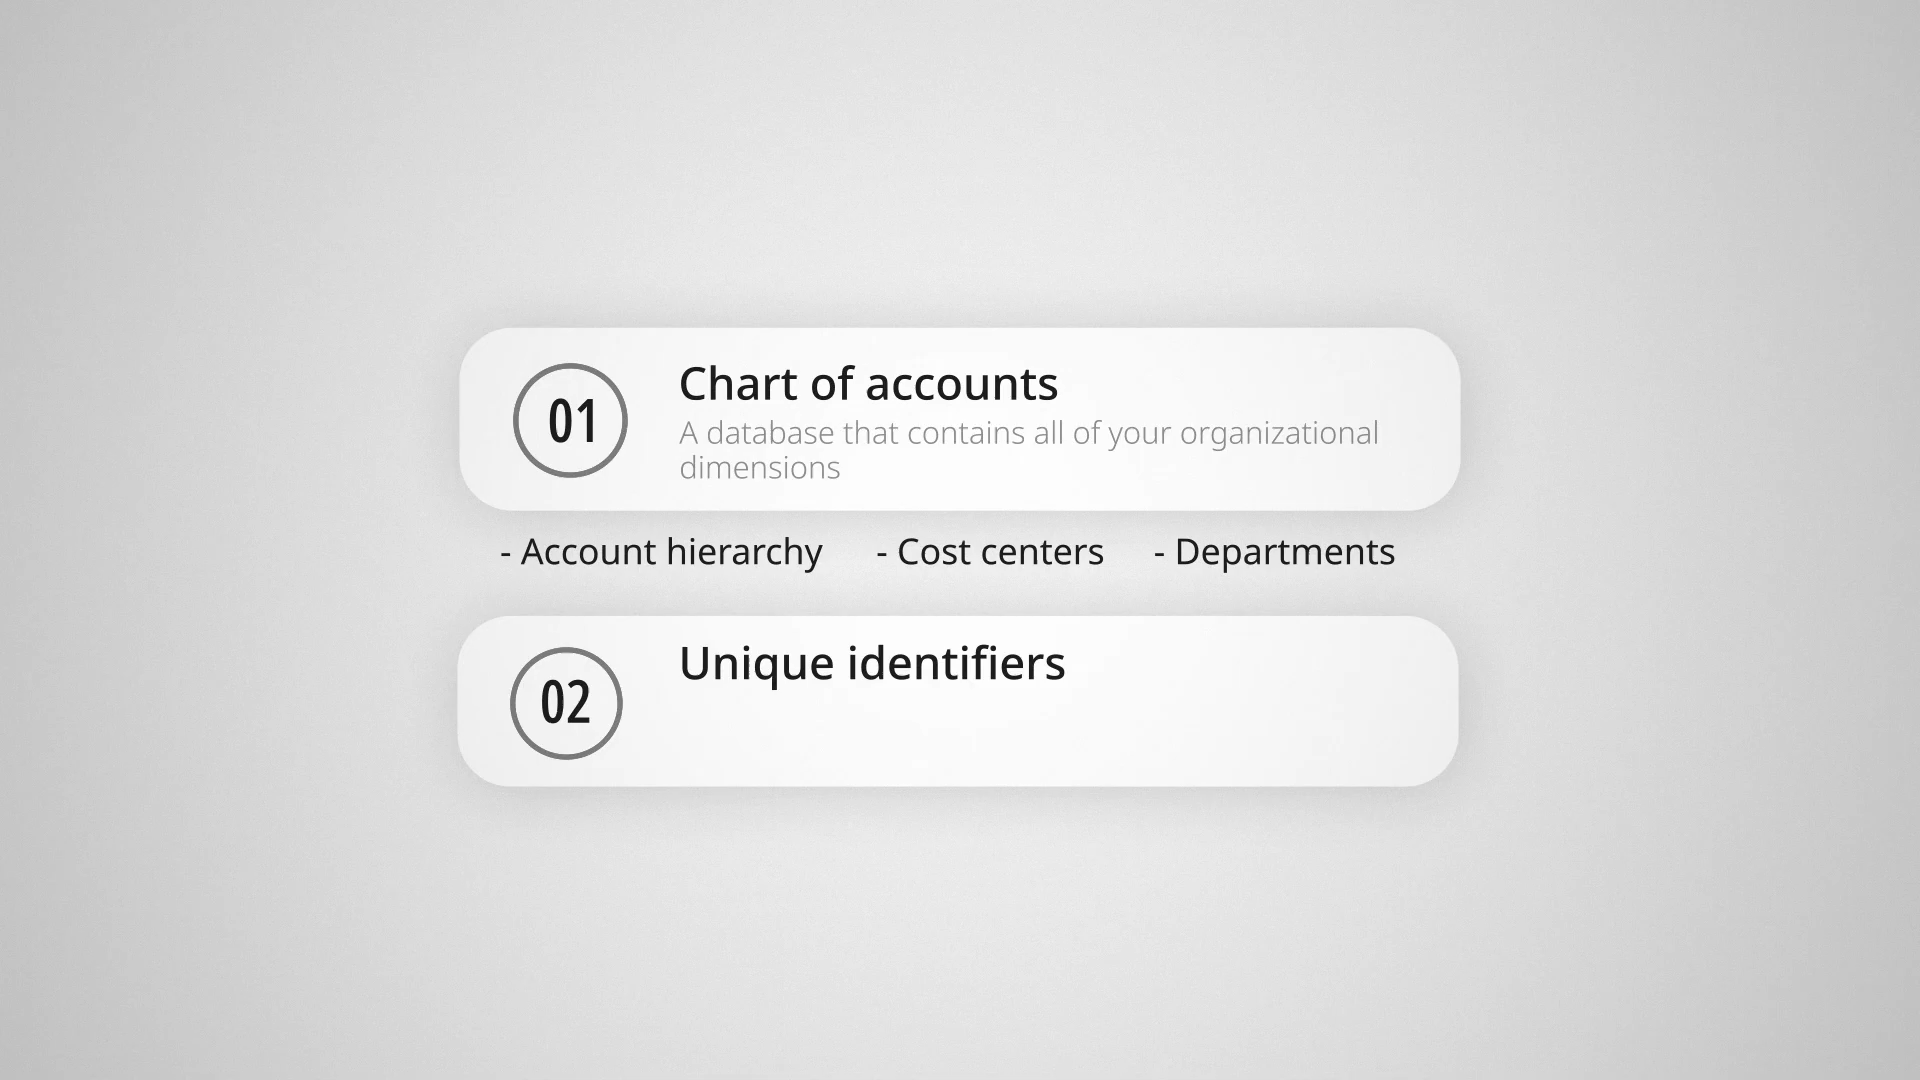 01
Chart of accounts
A database that contains all of your organizational
dimensions
- Account hierarchy - Cost centers - Departments
02
Unique identifiers